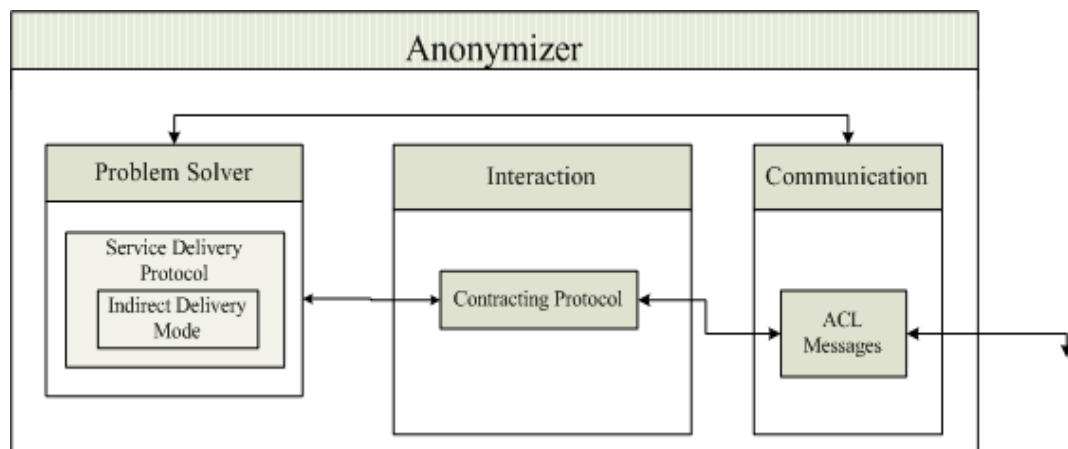 Anonymizer
Problem Solver
Service Delivery
Protocol
Indirect Delivery
Mode
Interaction
Contracting Protocol
Communication
ACL
Messages